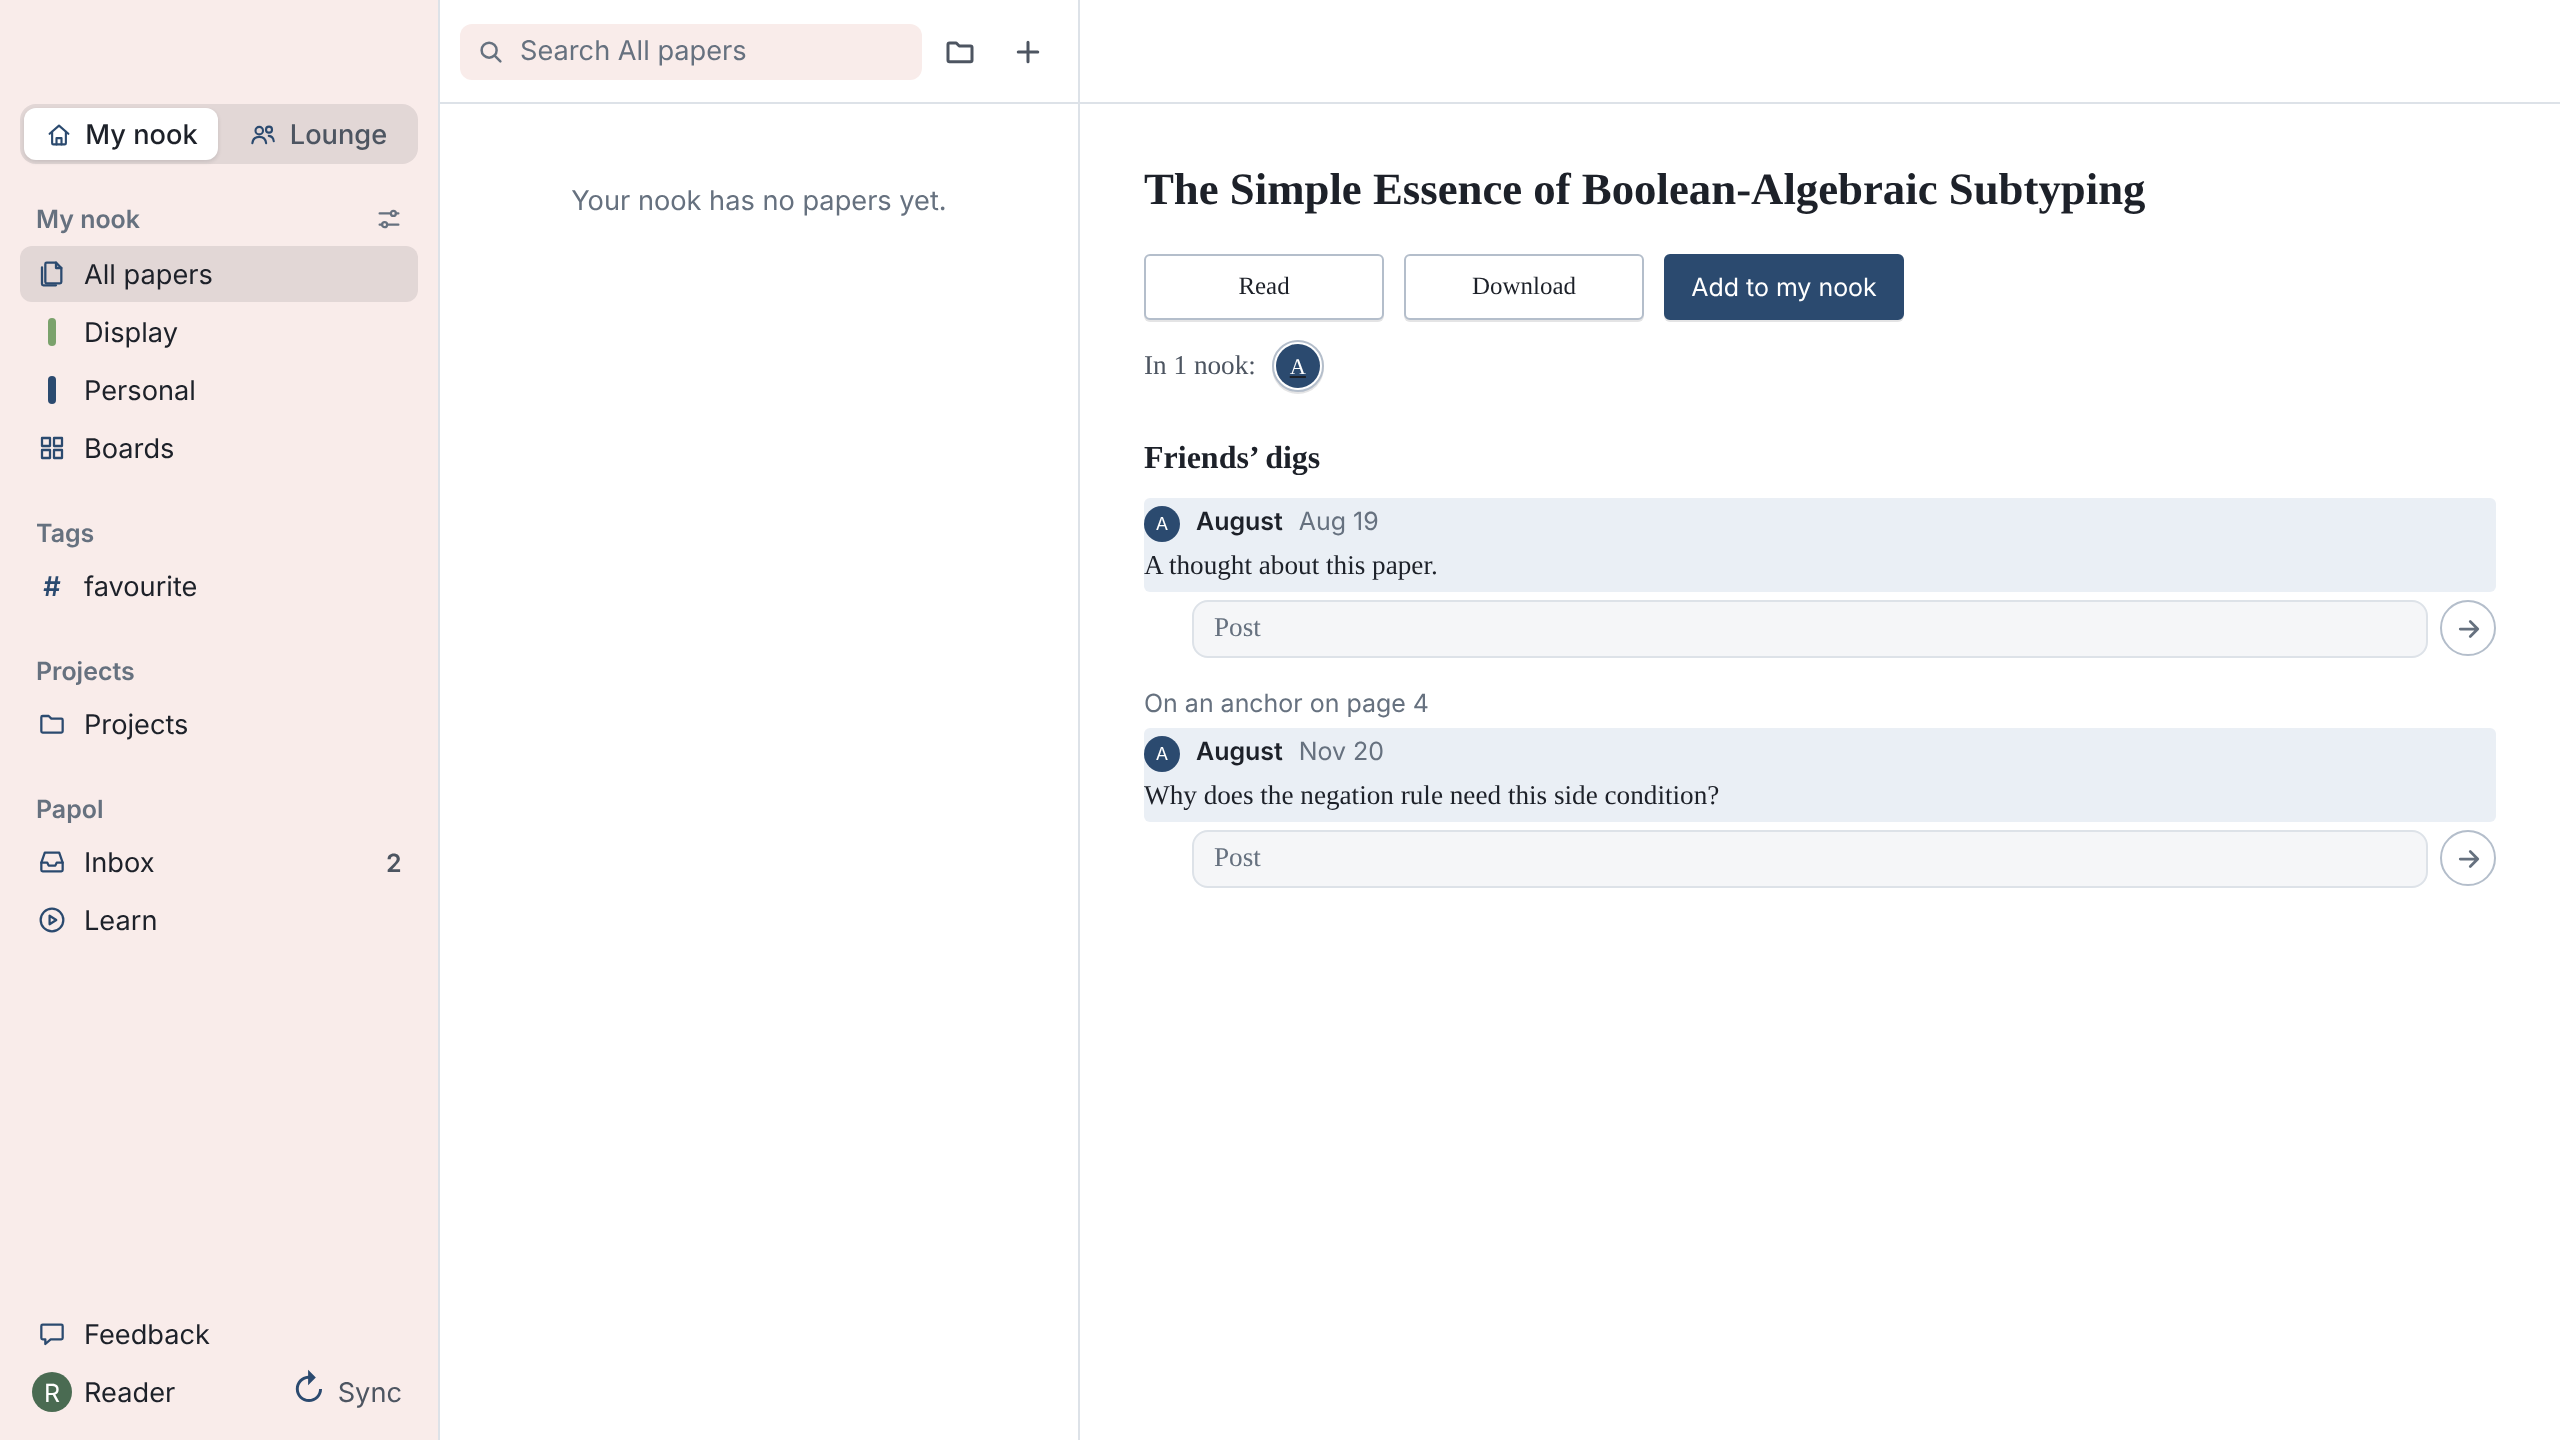 My nook
Lounge
My nook
All papers
Display
Personal
Boards
Tags
# favourite
Projects
Projects
Papol
Inbox 2
Learn
Feedback
R Reader
Sync
Search All papers
Your nook has no papers yet.
The Simple Essence of Boolean-Algebraic Subtyping
Read
Download
Add to my nook
In 1 nook: A
Friends’ digs
A August Aug 19
A thought about this paper.
Post
On an anchor on page 4
A August Nov 20
Why does the negation rule need this side condition?
Post